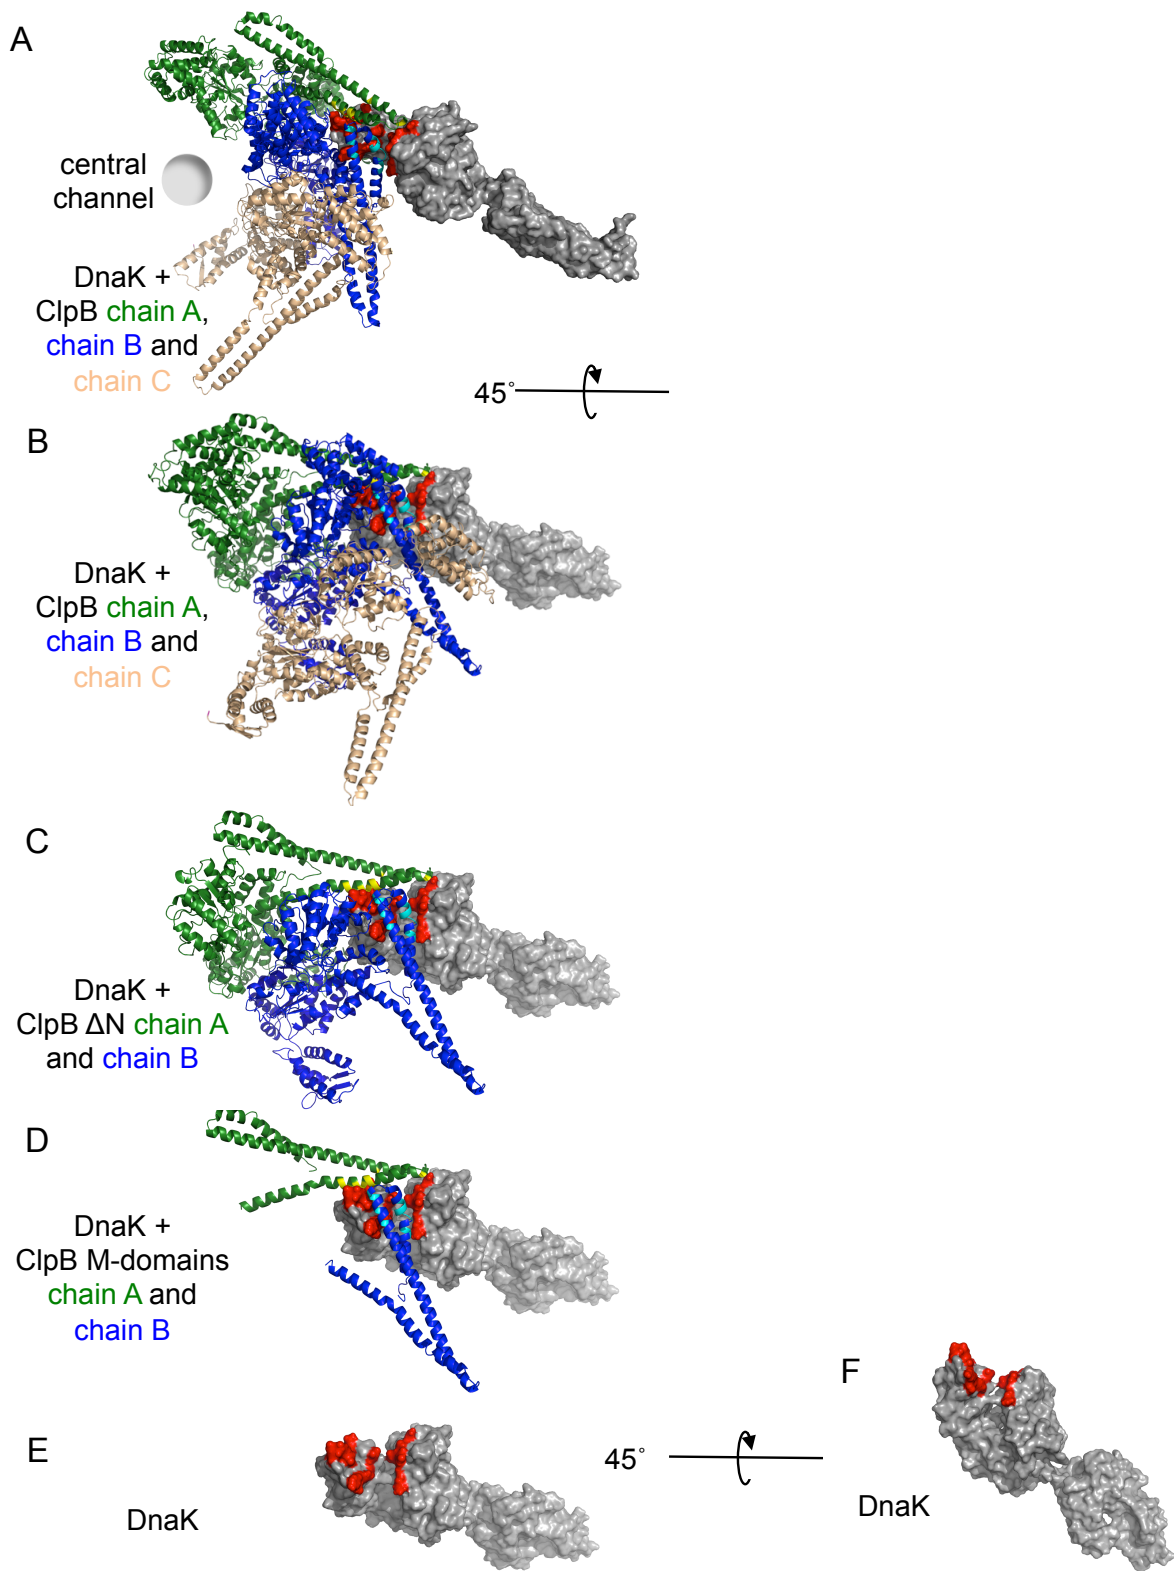 A
central
channel
DnaK +
ClpB chain A,
chain B and
chain C
45°
B
DnaK +
ClpB chain A,
chain B and
chain C
C
DnaK +
ClpB ΔN chain A
and chain B
D
DnaK +
ClpB M-domains
chain A and
chain B
E
DnaK
45°
F
DnaK